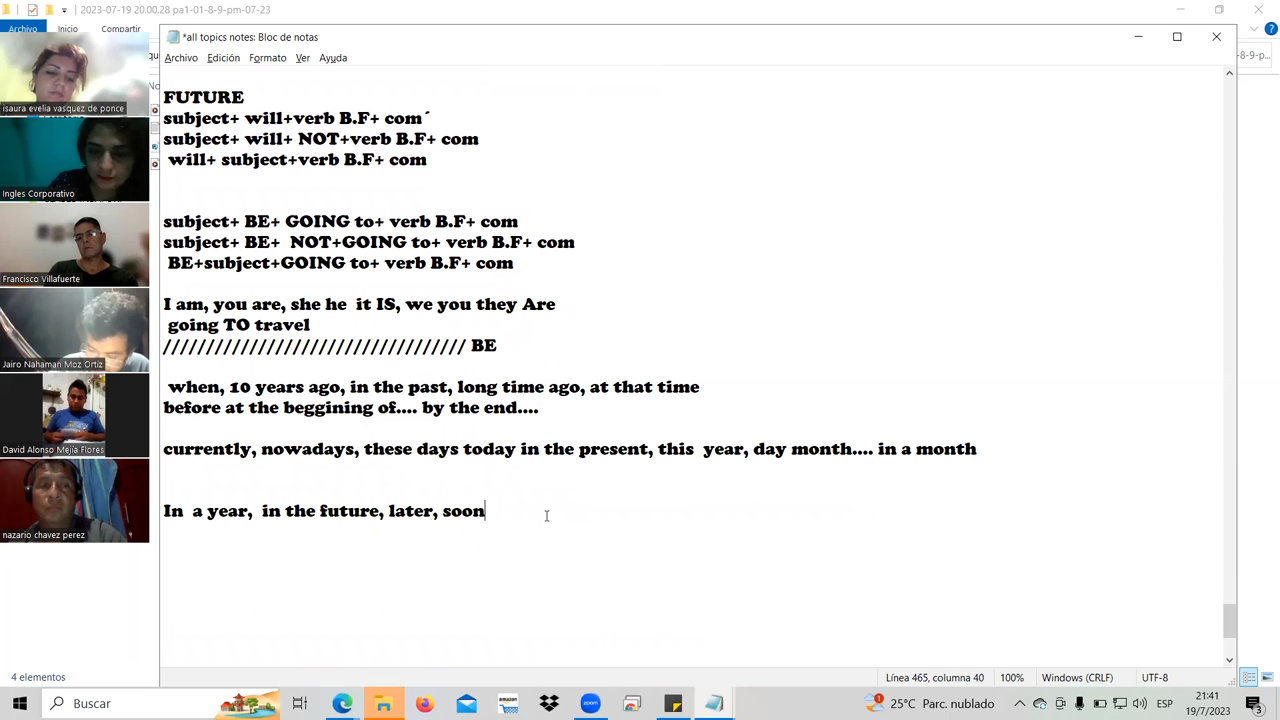 2023-07-19 20.00.28 pa1-01-8-9-pm-07-23
Archivo Inicio Compartir
*all topics notes: Bloc de notas
Archivo Edición Formato Ver Ayuda
8-9-p...
FUTURE
subject+ will+verb B.F+ com´
subject+ will+ NOT+verb B.F+ com
will+ subject+verb B.F+ com
subject+ BE+ GOING to+ verb B.F+ com
subject+ BE+ NOT+GOING to+ verb B.F+ com
BE+subject+GOING to+ verb B.F+ com
I am, you are, she he it IS, we you they Are
going TO travel
/////////////////////////////////// BE
when, 10 years ago, in the past, long time ago, at that time
before at the beggining of.... by the end....
currently, nowadays, these days today in the present, this year, day month.... in a month
In a year, in the future, later, soon
isaura evelia vasquez de ponce
Ingles Corporativo
Francisco Villafuerte
Jairo Nahaman Moz Ortiz
David Alonso Mejia Flores
nazario chavez perez
4 elementos
Línea 465, columna 40 100% Windows (CRLF) UTF-8
Buscar
amazon
zoom
1
25°C Parc. nublado
ESP
21:41
19/7/2023
3